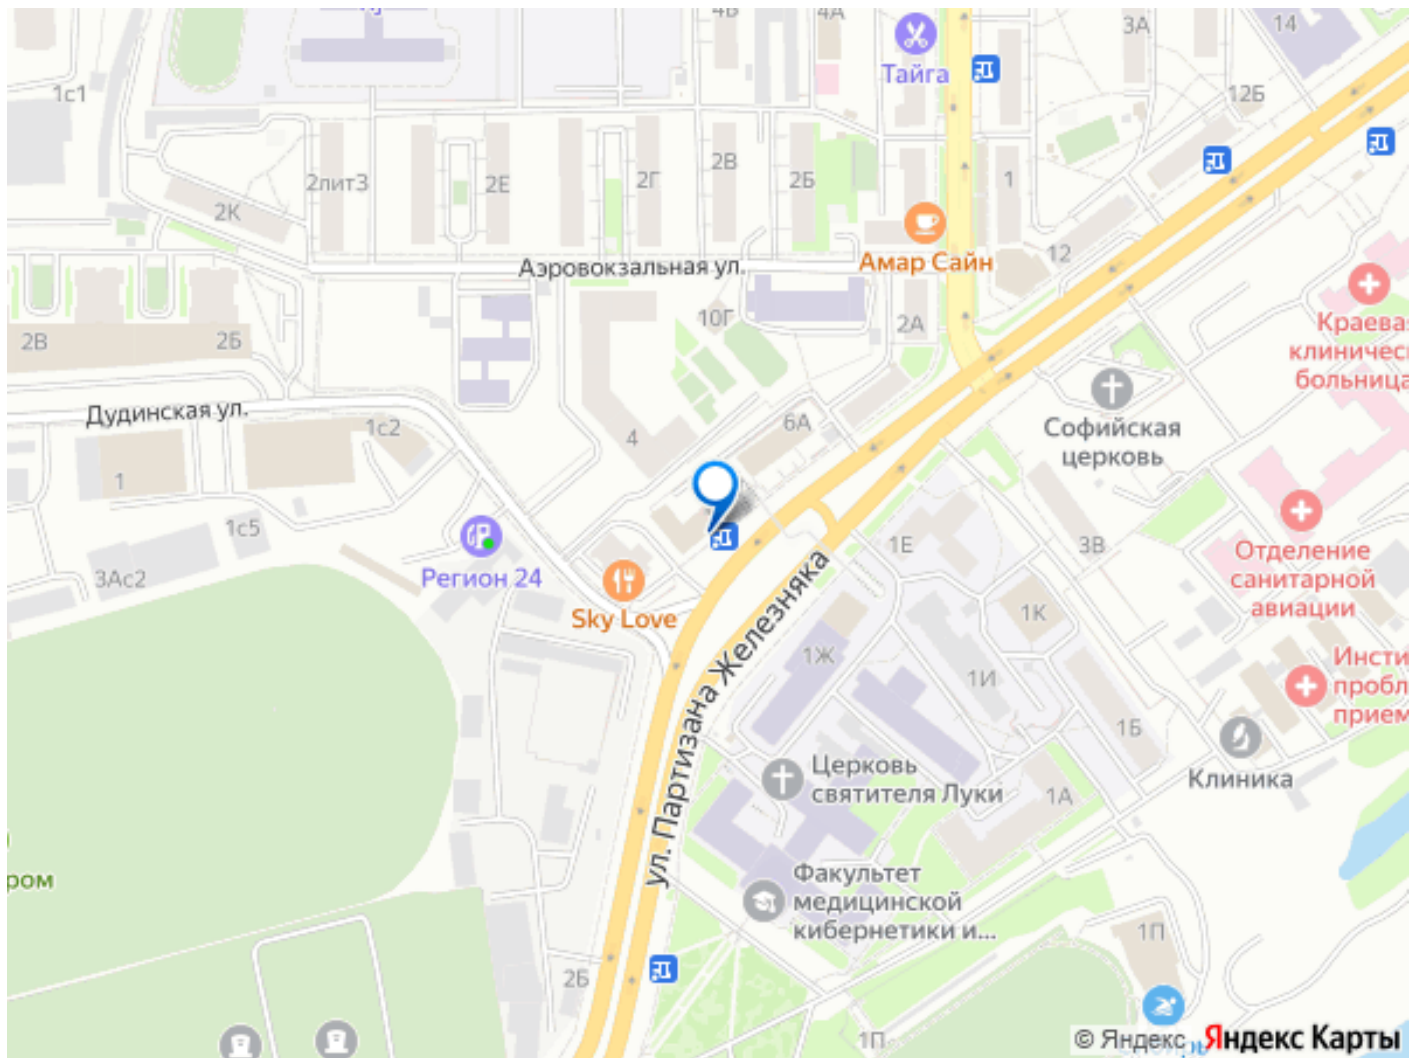 4В
4А
3А
14
Тайга
1с1
12Б
2лит3
2Е
2Г
2В
2Б
1
2К
12
Аэровокзальная ул.
Амар Сайн
10Г
2А
Краевая
клиническ
больница
2В
2Б
Дудинская ул.
1с2
4
6А
Софийская
церковь
1
1с5
3Ас2
Регион 24
Sky Love
1Е
3В
Отделение
санитарной
авиации
1К
1Ж
1И
1Б
Инсти
пробл
прием
Клиника
ул. Партизана Железняка
Церковь
святителя Луки
1А
Факультет
медицинской
кибернетики и...
ром
2Б
1П
1П
© Яндекс Яндекс Карты